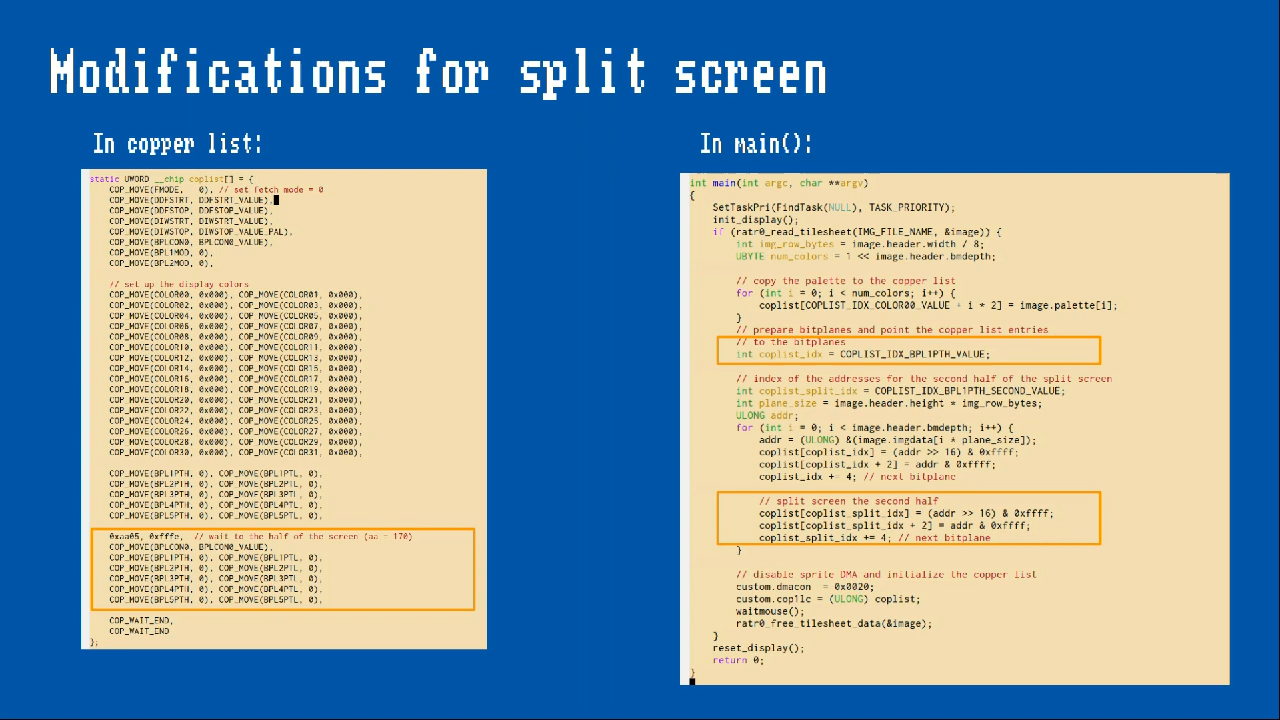 Modifications for split screen
In copper list:
static UWORD __chip coplist[] = {
COP_MOVE(FMODE, 0), // set fetch mode = 0
COP_MOVE(DDFSTRT, DDFSTRT_VALUE),
COP_MOVE(DDFSTOP, DDFSTOP_VALUE),
COP_MOVE(DIWSTRT, DIWSTRT_VALUE),
COP_MOVE(DIWSTOP, DIWSTOP_VALUE_PAL),
COP_MOVE(BPLCON0, BPLCON0_VALUE),
COP_MOVE(BPL1MOD, 0),
COP_MOVE(BPL2MOD, 0),
// set up the display colors
COP_MOVE(COLOR00, 0x000), COP_MOVE(COLOR01, 0x000),
COP_MOVE(COLOR02, 0x000), COP_MOVE(COLOR03, 0x000),
COP_MOVE(COLOR04, 0x000), COP_MOVE(COLOR05, 0x000),
COP_MOVE(COLOR06, 0x000), COP_MOVE(COLOR07, 0x000),
COP_MOVE(COLOR08, 0x000), COP_MOVE(COLOR09, 0x000),
COP_MOVE(COLOR10, 0x000), COP_MOVE(COLOR11, 0x000),
COP_MOVE(COLOR12, 0x000), COP_MOVE(COLOR13, 0x000),
COP_MOVE(COLOR14, 0x000), COP_MOVE(COLOR15, 0x000),
COP_MOVE(COLOR16, 0x000), COP_MOVE(COLOR17, 0x000),
COP_MOVE(COLOR18, 0x000), COP_MOVE(COLOR19, 0x000),
COP_MOVE(COLOR20, 0x000), COP_MOVE(COLOR21, 0x000),
COP_MOVE(COLOR22, 0x000), COP_MOVE(COLOR23, 0x000),
COP_MOVE(COLOR24, 0x000), COP_MOVE(COLOR25, 0x000),
COP_MOVE(COLOR26, 0x000), COP_MOVE(COLOR27, 0x000),
COP_MOVE(COLOR28, 0x000), COP_MOVE(COLOR29, 0x000),
COP_MOVE(COLOR30, 0x000), COP_MOVE(COLOR31, 0x000),
COP_MOVE(BPL1PTH, 0), COP_MOVE(BPL1PTL, 0),
COP_MOVE(BPL2PTH, 0), COP_MOVE(BPL2PTL, 0),
COP_MOVE(BPL3PTH, 0), COP_MOVE(BPL3PTL, 0),
COP_MOVE(BPL4PTH, 0), COP_MOVE(BPL4PTL, 0),
COP_MOVE(BPL5PTH, 0), COP_MOVE(BPL5PTL, 0),
0xaa05, 0xfffe, // wait to the half of the screen (aa = 170)
COP_MOVE(BPLCON0, BPLCON0_VALUE),
COP_MOVE(BPL1PTH, 0), COP_MOVE(BPL1PTL, 0),
COP_MOVE(BPL2PTH, 0), COP_MOVE(BPL2PTL, 0),
COP_MOVE(BPL3PTH, 0), COP_MOVE(BPL3PTL, 0),
COP_MOVE(BPL4PTH, 0), COP_MOVE(BPL4PTL, 0),
COP_MOVE(BPL5PTH, 0), COP_MOVE(BPL5PTL, 0),
COP_WAIT_END,
COP_WAIT_END
};
In main():
int main(int argc, char **argv)
{
SetTaskPri(FindTask(NULL), TASK_PRIORITY);
init_display();
if (ratr0_read_tilesheet(IMG_FILE_NAME, &image)) {
int img_row_bytes = image.header.width / 8;
UBYTE num_colors = 1 << image.header.bmdepth;
// copy the palette to the copper list
for (int i = 0; i < num_colors; i++) {
coplist[COPLIST_IDX_COLOR00_VALUE + i * 2] = image.palette[i];
}
// prepare bitplanes and point the copper list entries
// to the bitplanes
int coplist_idx = COPLIST_IDX_BPL1PTH_VALUE;
// index of the addresses for the second half of the split screen
int coplist_split_idx = COPLIST_IDX_BPL1PTH_SECOND_VALUE;
int plane_size = image.header.height * img_row_bytes;
ULONG addr;
for (int i = 0; i < image.header.bmdepth; i++) {
addr = (ULONG) &(image.imgdata[i * plane_size]);
coplist[coplist_idx] = (addr >> 16) & 0xffff;
coplist[coplist_idx + 2] = addr & 0xffff;
coplist_idx += 4; // next bitplane
// split screen the second half
coplist[coplist_split_idx] = (addr >> 16) & 0xffff;
coplist[coplist_split_idx + 2] = addr & 0xffff;
coplist_split_idx += 4; // next bitplane
}
// disable sprite DMA and initialize the copper list
custom.dmacon = 0x0020;
custom.cop1lc = (ULONG) coplist;
waitmouse();
ratr0_free_tilesheet_data(&image);
}
reset_display();
return 0;
}